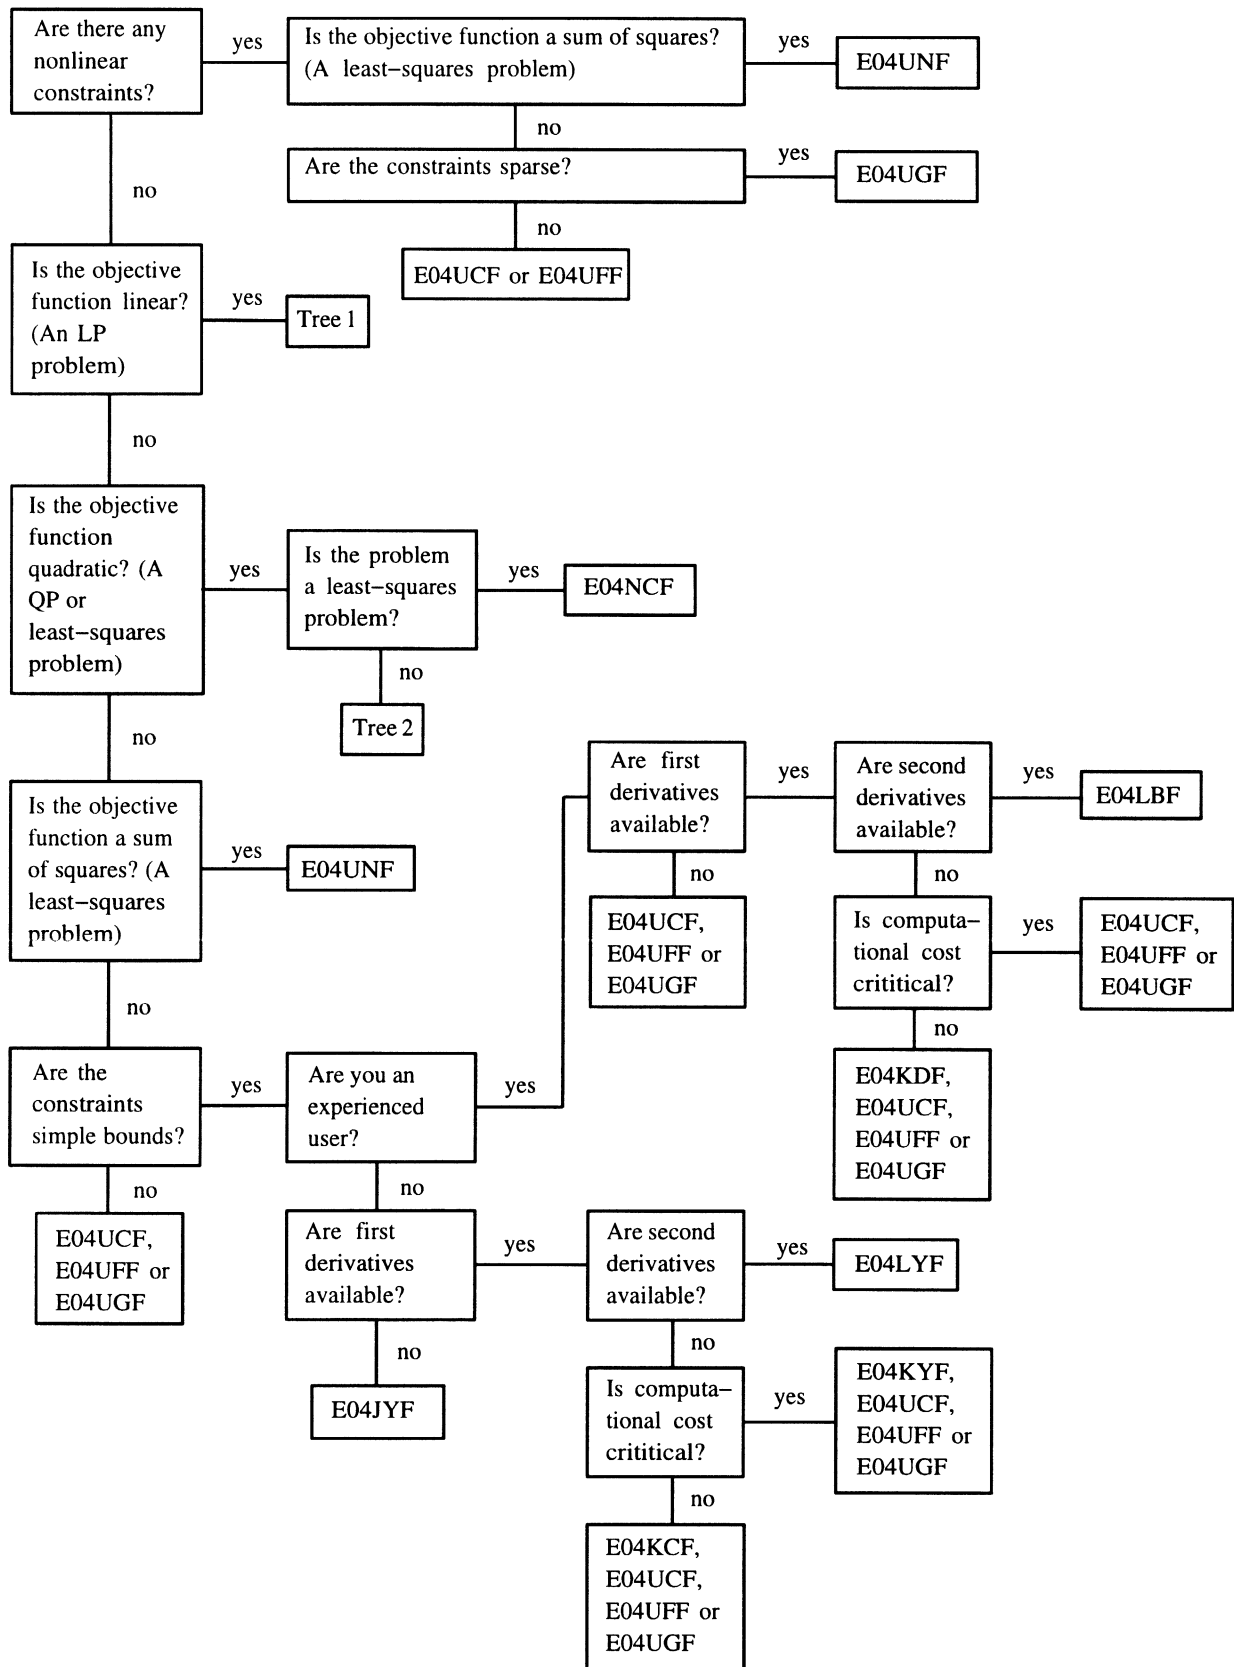 Are there any
nonlinear
constraints?
yes
Is the objective function a sum of squares?
(A least–squares problem)
yes
E04UNF
no
Are the constraints sparse?
yes
E04UGF
no
E04UCF or E04UFF
no
Is the objective
function linear?
(An LP
problem)
yes
Tree 1
no
Is the objective
function
quadratic? (A
QP or
least–squares
problem)
yes
Is the problem
a least–squares
problem?
yes
E04NCF
no
Tree 2
no
Is the objective
function a sum
of squares? (A
least–squares
problem)
yes
E04UNF
no
Are the
constraints
simple bounds?
no
E04UCF,
E04UFF or
E04UGF
yes
Are you an
experienced
user?
yes
Are first
derivatives
available?
no
E04UCF,
E04UFF or
E04UGF
yes
Are second
derivatives
available?
yes
E04LBF
no
Is computa–
tional cost
crititical?
yes
E04UCF,
E04UFF or
E04UGF
no
E04KDF,
E04UCF,
E04UFF or
E04UGF
no
Are first
derivatives
available?
no
E04JYF
yes
Are second
derivatives
available?
yes
E04LYF
no
Is computa–
tional cost
crititical?
yes
E04KYF,
E04UCF,
E04UFF or
E04UGF
no
E04KCF,
E04UCF,
E04UFF or
E04UGF